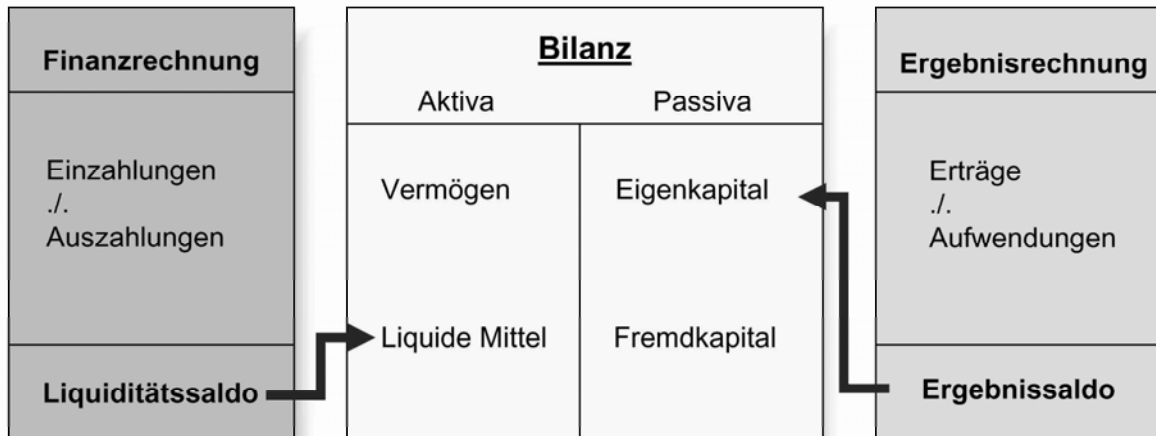 Finanzrechnung
Einzahlungen
./.
Auszahlungen
Liquiditätssaldo
Bilanz
Aktiva Passiva
Vermögen Eigenkapital
Liquide Mittel Fremdkapital
Ergebnisrechnung
Erträge
./.
Aufwendungen
Ergebnissaldo